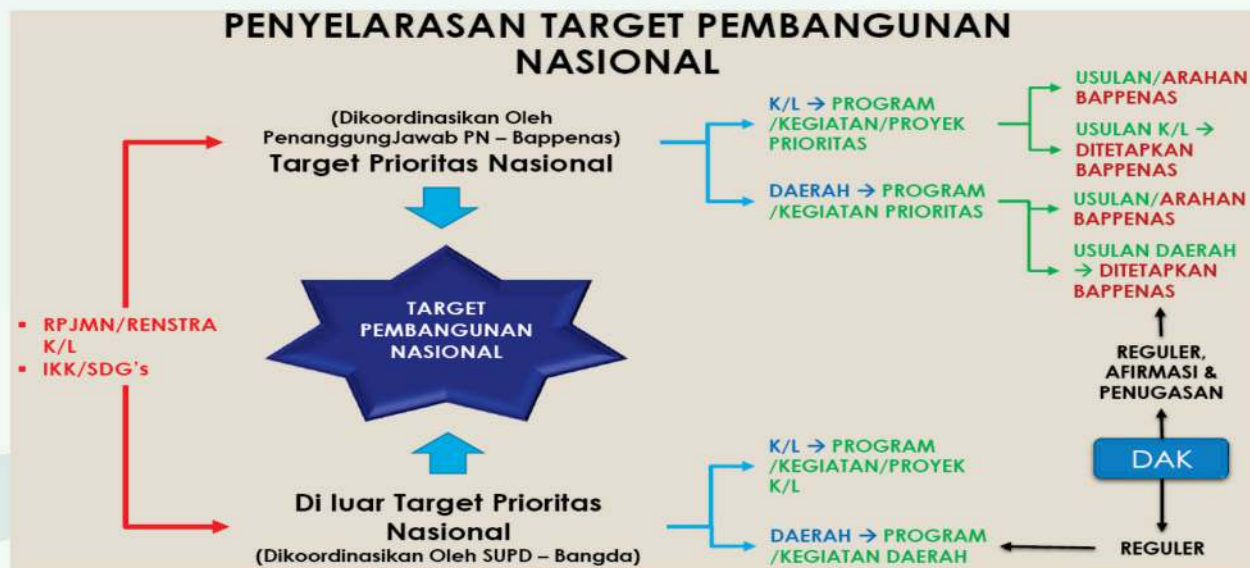 PENYELARASAN TARGET PEMBANGUNAN
NASIONAL
(Dikoordinasikan Oleh
PenanggungJawab PN – Bappenas)
Target Prioritas Nasional
K/L → PROGRAM
/KEGIATAN/PROYEK
PRIORITAS
USULAN/ARAHAN
BAPPENAS
USULAN K/L →
DITETAPKAN
BAPPENAS
DAERAH → PROGRAM
/KEGIATAN PRIORITAS
USULAN/ARAHAN
BAPPENAS
USULAN DAERAH
→ DITETAPKAN
BAPPENAS
TARGET
PEMBANGUNAN
NASIONAL
▪ RPJMN/RENSTRA
K/L
▪ IKK/SDG's
REGULER,
AFIRMASI &
PENUGASAN
DAK
REGULER
Di luar Target Prioritas
Nasional
(Dikoordinasikan Oleh SUPD – Bangda)
K/L → PROGRAM
/KEGIATAN/PROYEK
K/L
DAERAH → PROGRAM
/KEGIATAN DAERAH